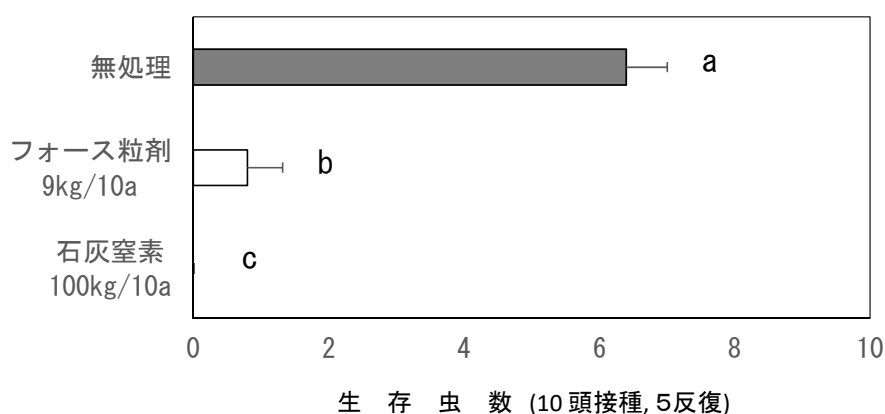 無処理
a
フォース粒剤
9kg/10a
b
石灰窒素
100kg/10a
c
0 2 4 6 8 10
生 存 虫 数 (10 頭接種, 5反復)